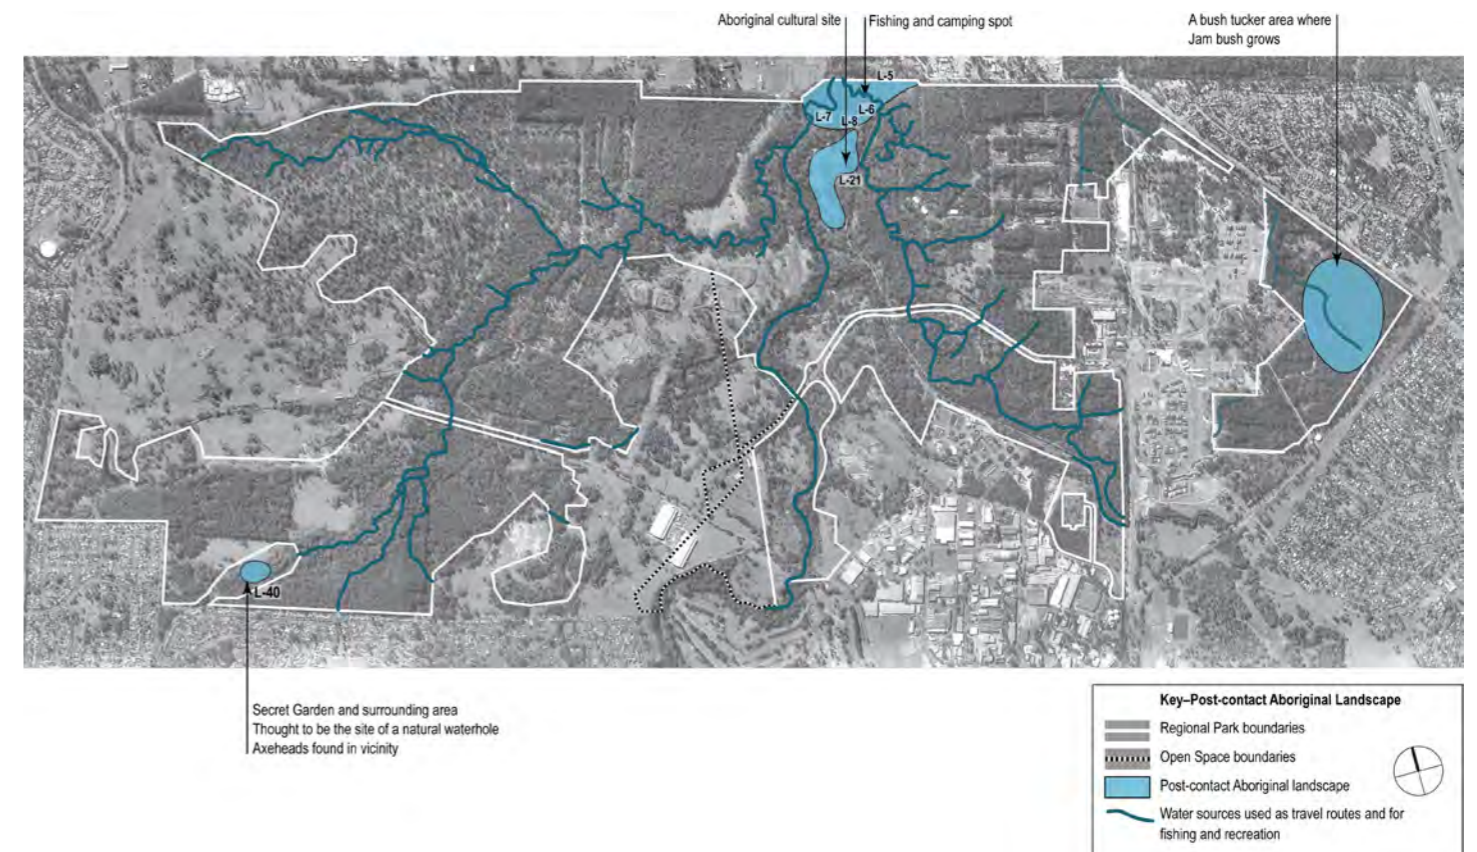 Aboriginal cultural site
Fishing and camping spot
A bush tucker area where
Jam bush grows
L-5
L-6
L-7
L-8
L-21
L-40
Secret Garden and surrounding area
Thought to be the site of a natural waterhole
Axeheads found in vicinity
Key–Post-contact Aboriginal Landscape
Regional Park boundaries
Open Space boundaries
Post-contact Aboriginal landscape
Water sources used as travel routes and for
fishing and recreation